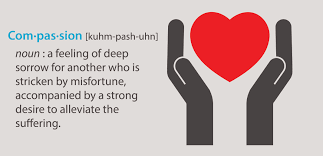 Com·pas·sion [kuhm-pash-uhn]
noun : a feeling of deep
sorrow for another who is
stricken by misfortune,
accompanied by a strong
desire to alleviate the
suffering.